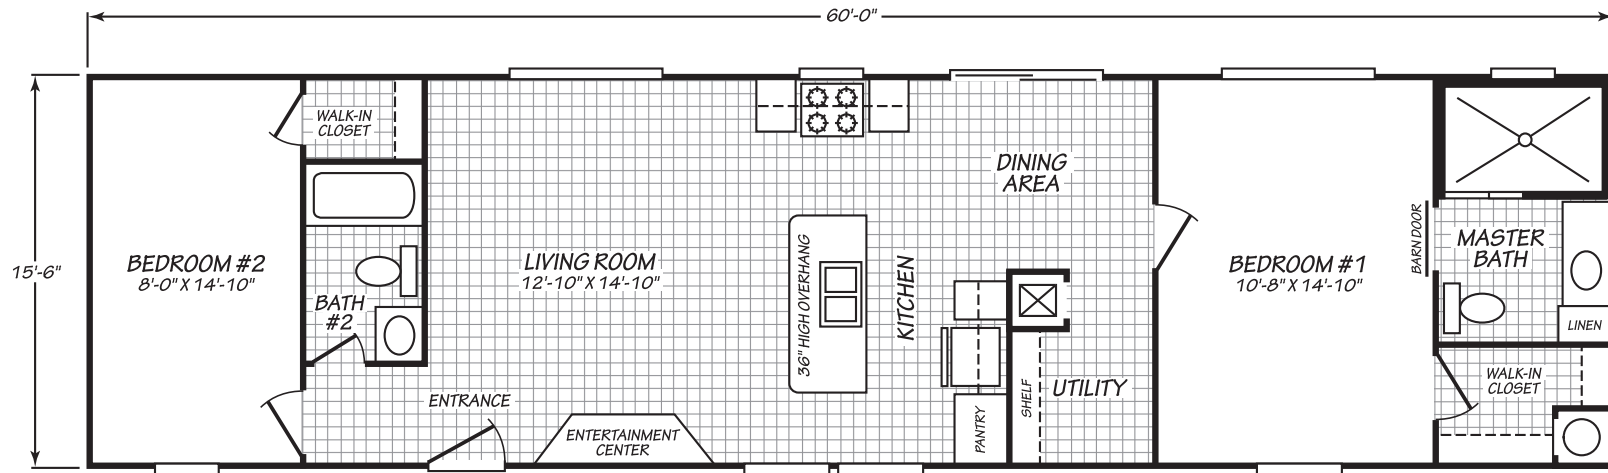 60'-0"
15'-6"
WALK-IN
CLOSET
BEDROOM #2
8'-0" X 14'-10"
BATH
#2
LIVING ROOM
12'-10" X 14'-10"
ENTRANCE
ENTERTAINMENT
CENTER
36" HIGH OVERHANG
KITCHEN
DINING
AREA
PANTRY
SHELF
UTILITY
BEDROOM #1
10'-8" X 14'-10"
BARN DOOR
MASTER
BATH
LINEN
WALK-IN
CLOSET